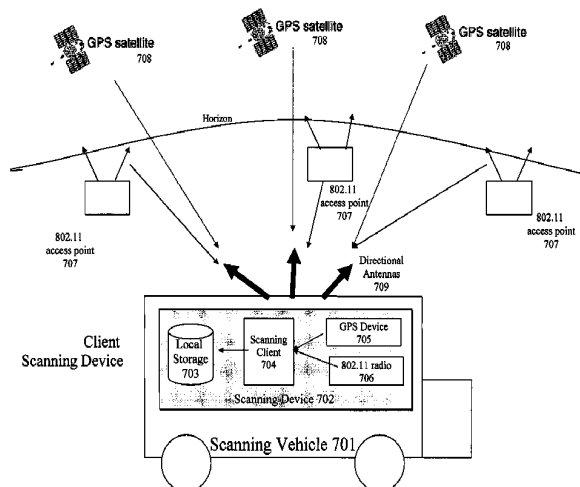 GPS satellite
708
GPS satellite
708
GPS satellite
708
Horizon
802.11
access point
707
802.11
access point
707
802.11
access point
707
Directional
Antennas
709
Client
Scanning Device
Local
Storage
703
Scanning
Client
704
GPS Device
705
802.11 radio
706
Scanning Device 702
Scanning Vehicle 701